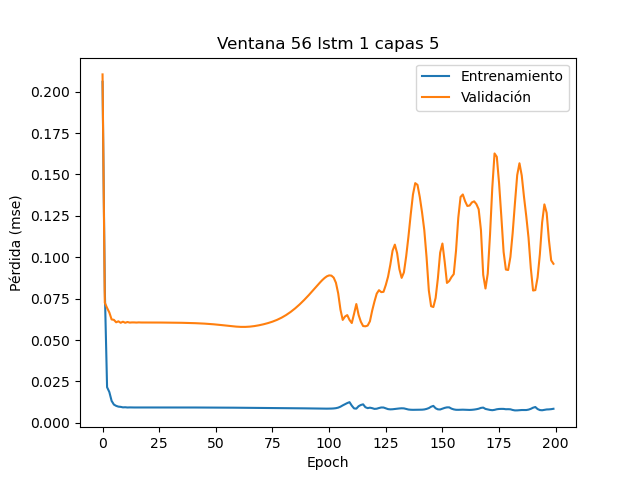 Ventana 56 lstm 1 capas 5
Entrenamiento
Validación
Pérdida (mse)
0.200
0.175
0.150
0.125
0.100
0.075
0.050
0.025
0.000
0 25 50 75 100 125 150 175 200
Epoch